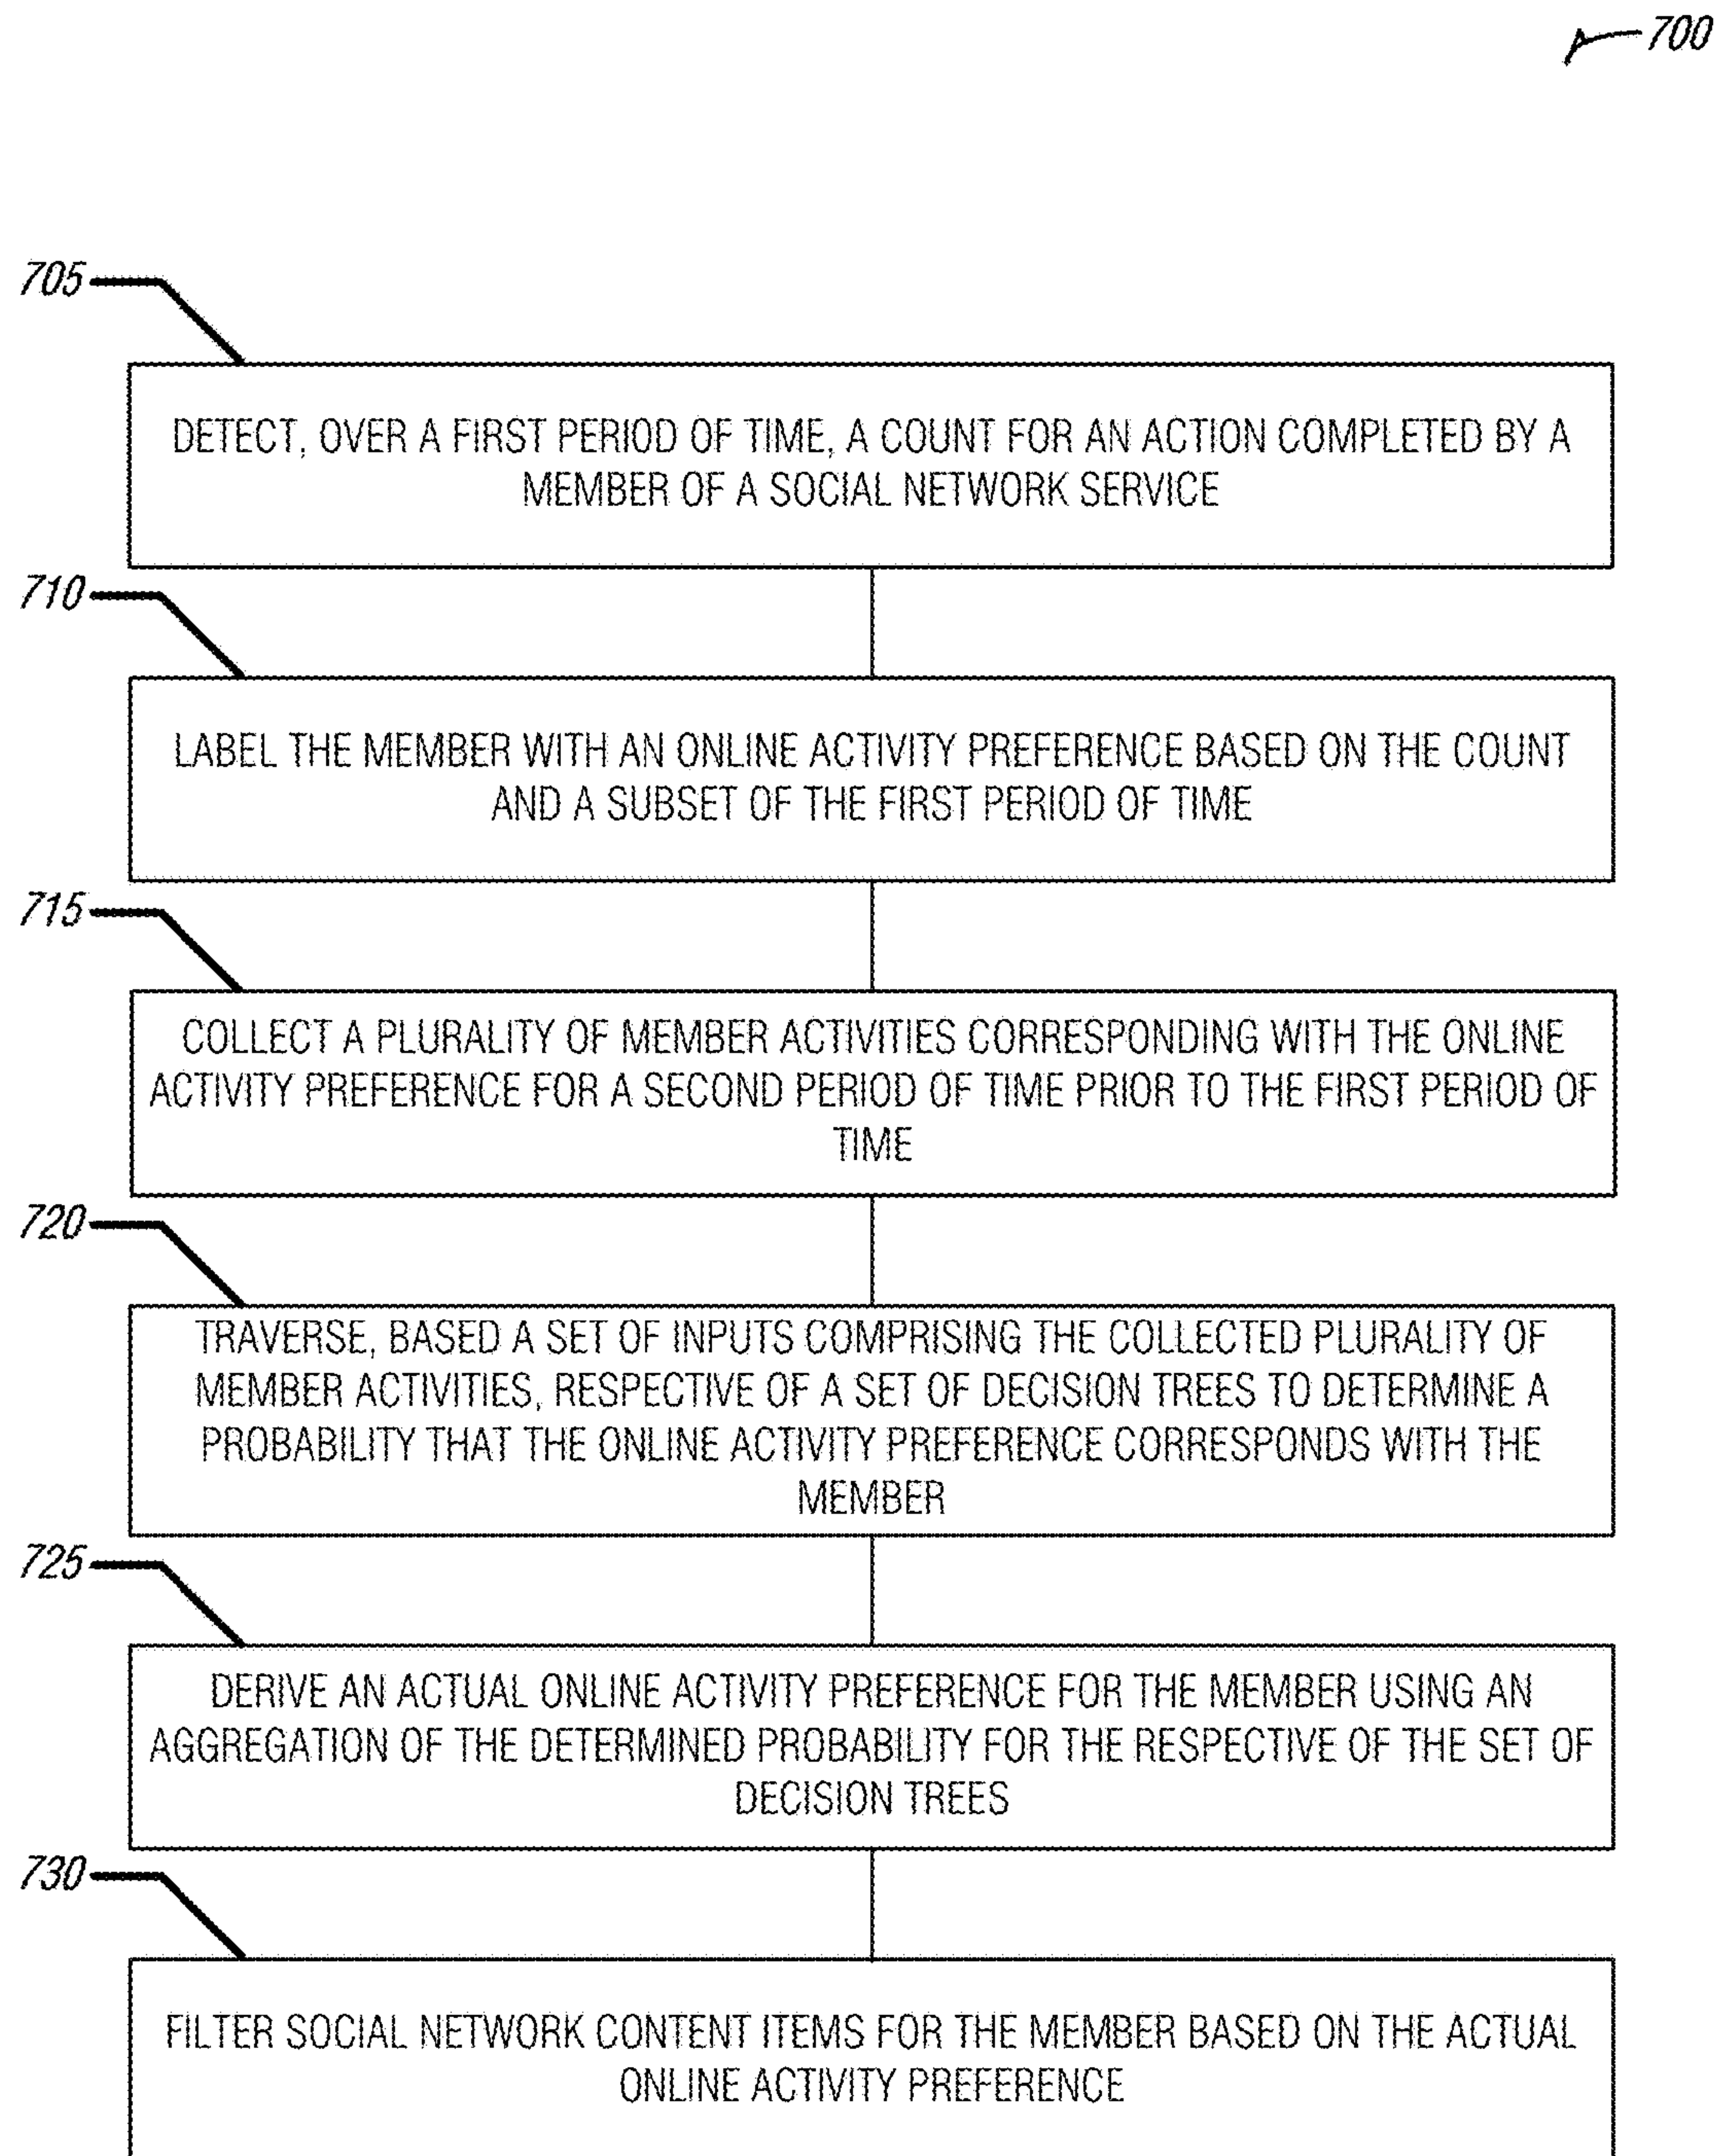 700
705
DETECT, OVER A FIRST PERIOD OF TIME, A COUNT FOR AN ACTION COMPLETED BY A
MEMBER OF A SOCIAL NETWORK SERVICE
710
LABEL THE MEMBER WITH AN ONLINE ACTIVITY PREFERENCE BASED ON THE COUNT
AND A SUBSET OF THE FIRST PERIOD OF TIME
715
COLLECT A PLURALITY OF MEMBER ACTIVITIES CORRESPONDING WITH THE ONLINE
ACTIVITY PREFERENCE FOR A SECOND PERIOD OF TIME PRIOR TO THE FIRST PERIOD OF
TIME
720
TRAVERSE, BASED A SET OF INPUTS COMPRISING THE COLLECTED PLURALITY OF
MEMBER ACTIVITIES, RESPECTIVE OF A SET OF DECISION TREES TO DETERMINE A
PROBABILITY THAT THE ONLINE ACTIVITY PREFERENCE CORRESPONDS WITH THE
MEMBER
725
DERIVE AN ACTUAL ONLINE ACTIVITY PREFERENCE FOR THE MEMBER USING AN
AGGREGATION OF THE DETERMINED PROBABILITY FOR THE RESPECTIVE OF THE SET OF
DECISION TREES
730
FILTER SOCIAL NETWORK CONTENT ITEMS FOR THE MEMBER BASED ON THE ACTUAL
ONLINE ACTIVITY PREFERENCE